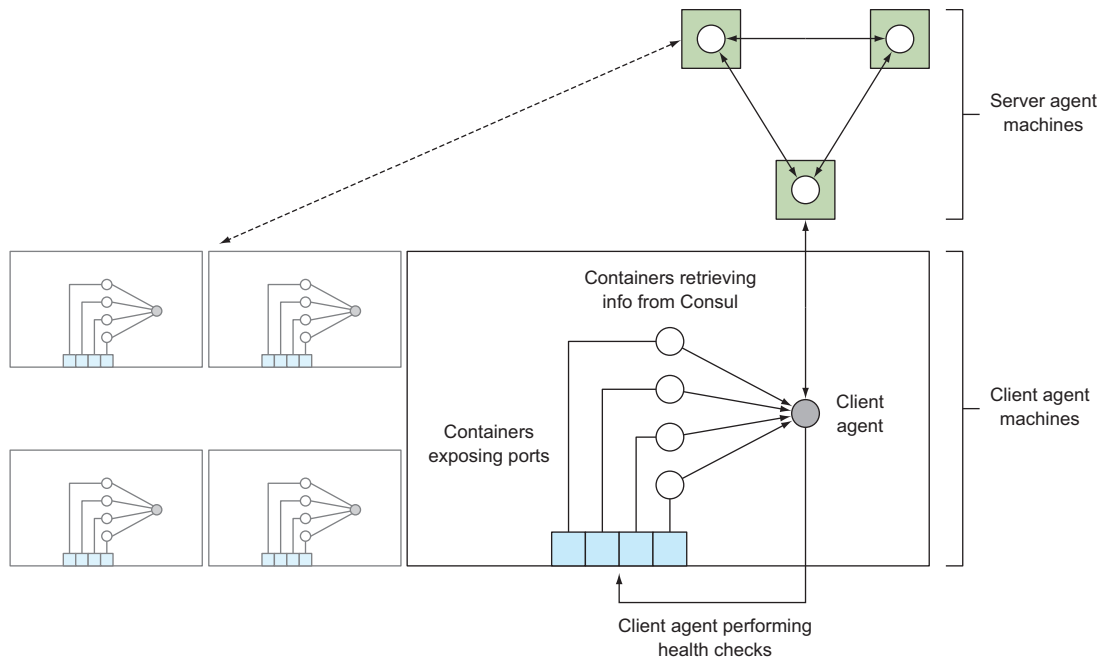 Server agent
machines
Containers retrieving
info from Consul
Client
agent
Containers
exposing ports
Client agent
machines
Client agent performing
health checks